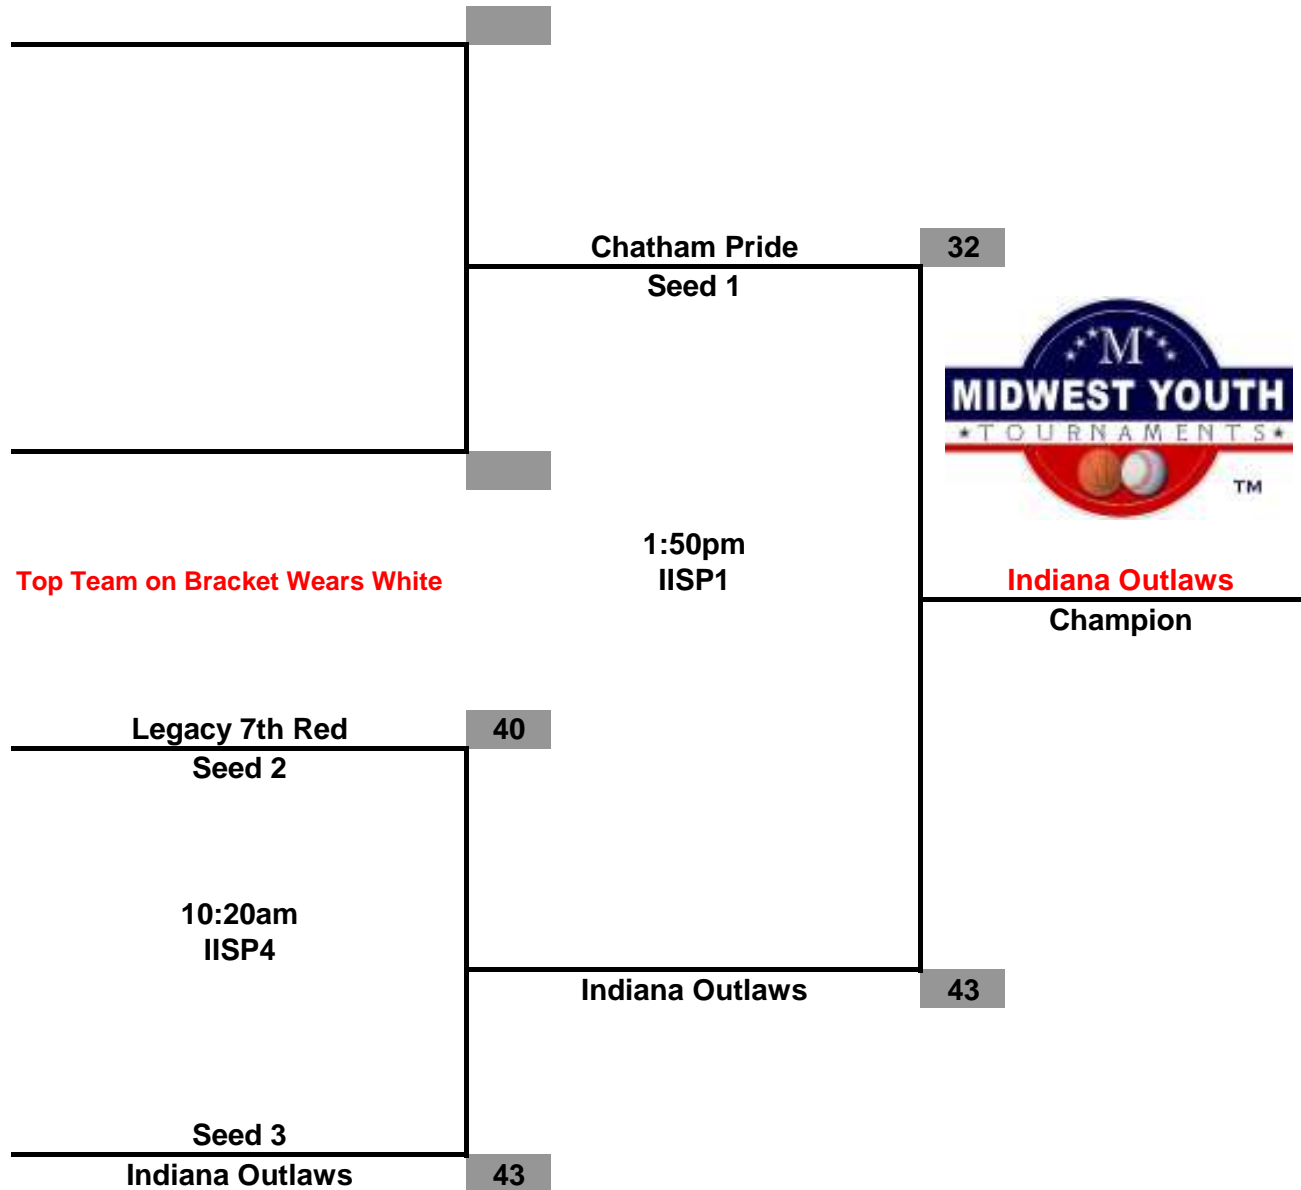 Chatham Pride 32
Seed 1
M
MIDWEST YOUTH
TOURNAMENTS
TM
1:50pm
IISP1
Top Team on Bracket Wears White
Indiana Outlaws
Champion
Legacy 7th Red 40
Seed 2
10:20am
IISP4
Indiana Outlaws 43
Seed 3
Indiana Outlaws 43